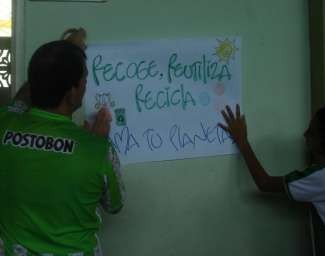 RECOGE, REUTILIZA
RECICLA
AMA TU PLANETA
POSTOBON